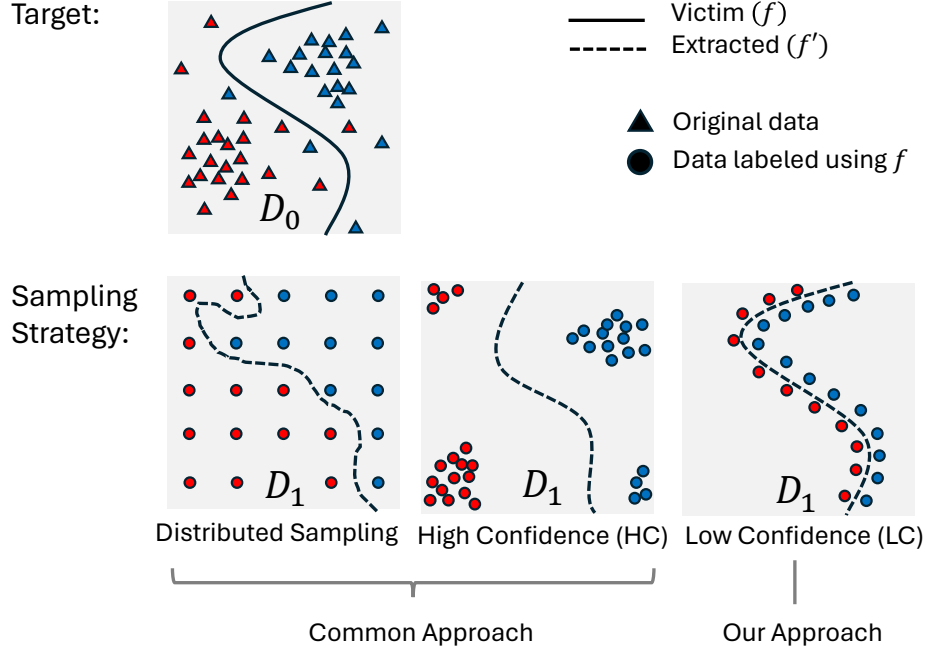 Target:
Victim (f)
Extracted (f′)
Original data
Data labeled using f
D₀
Sampling
Strategy:
D₁
D₁
D₁
Distributed Sampling
High Confidence (HC)
Low Confidence (LC)
Common Approach
Our Approach